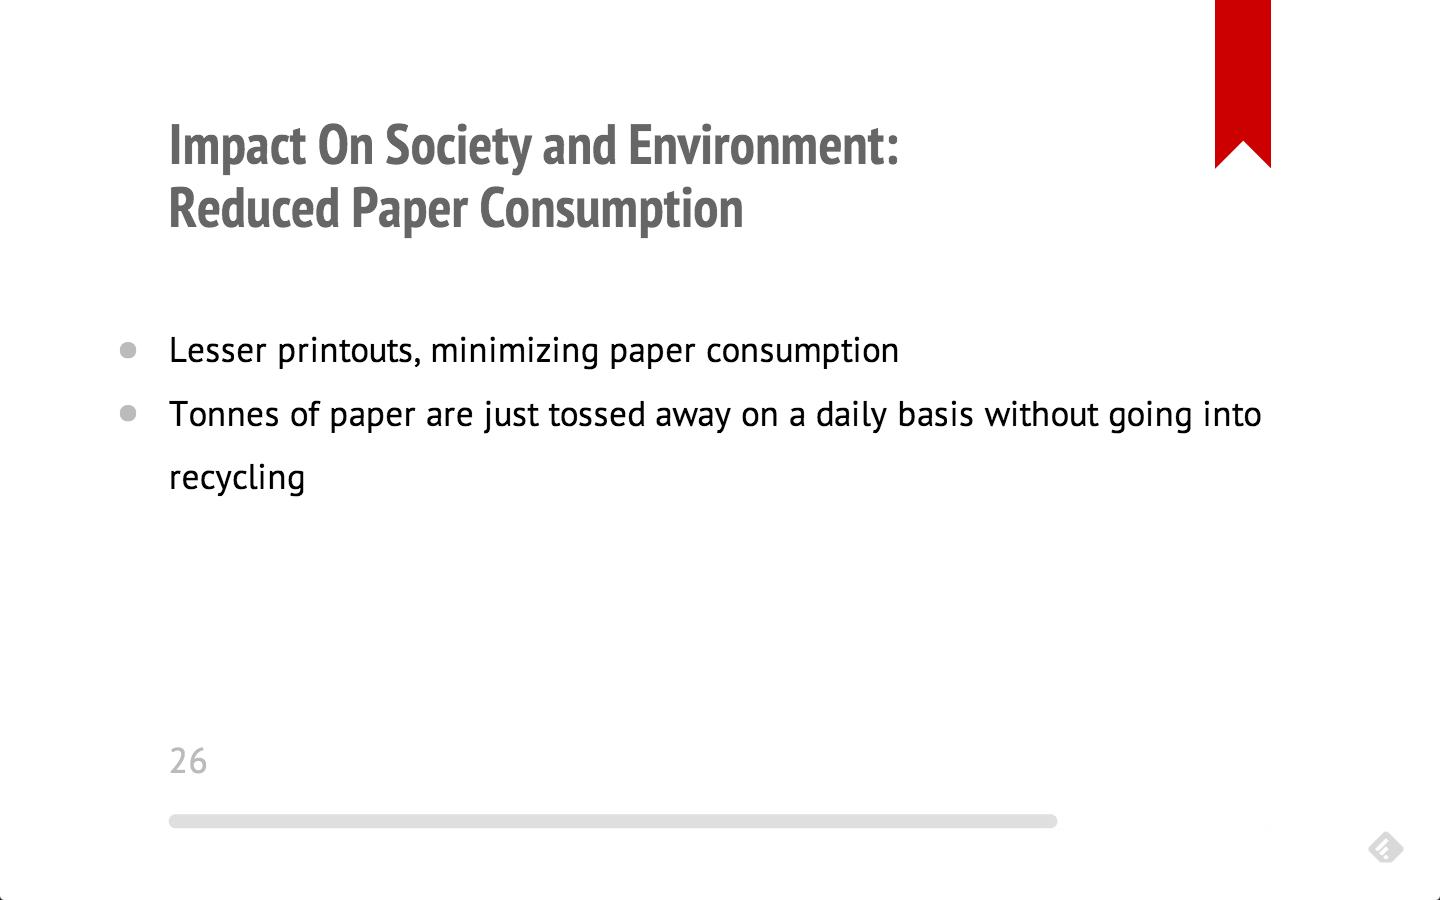 Impact On Society and Environment:
Reduced Paper Consumption
Lesser printouts, minimizing paper consumption
Tonnes of paper are just tossed away on a daily basis without going into
recycling
26